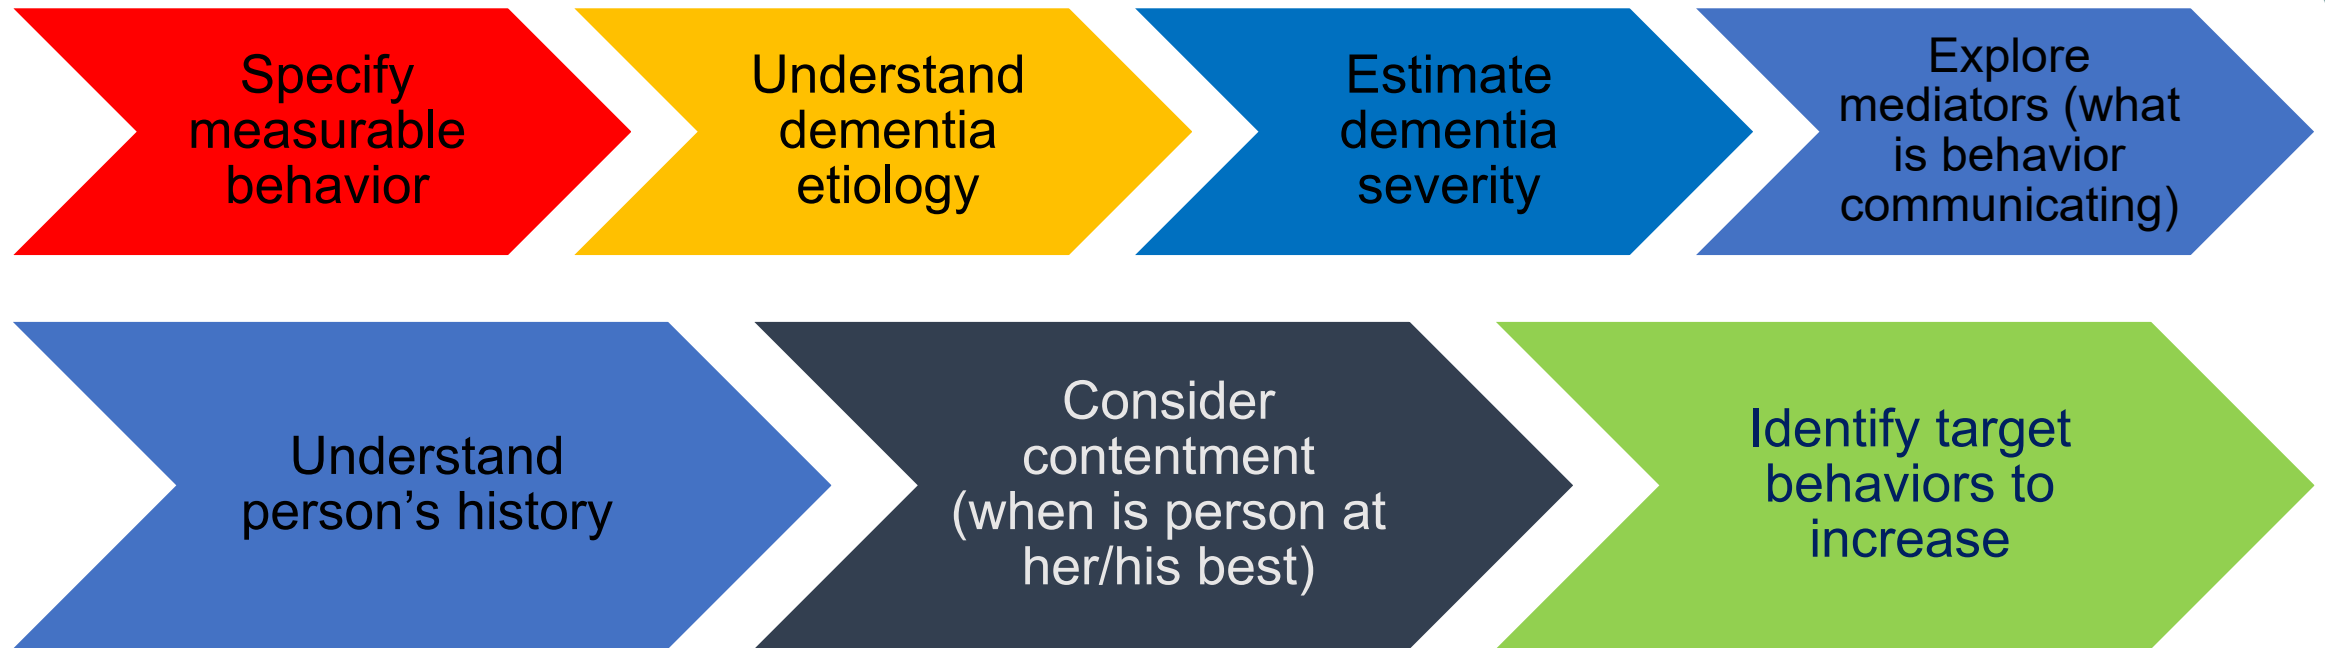 Specify
measurable
behavior
Understand
dementia
etiology
Estimate
dementia
severity
Explore
mediators (what
is behavior
communicating)
Understand
person’s history
Consider
contentment
(when is person at
her/his best)
Identify target
behaviors to
increase